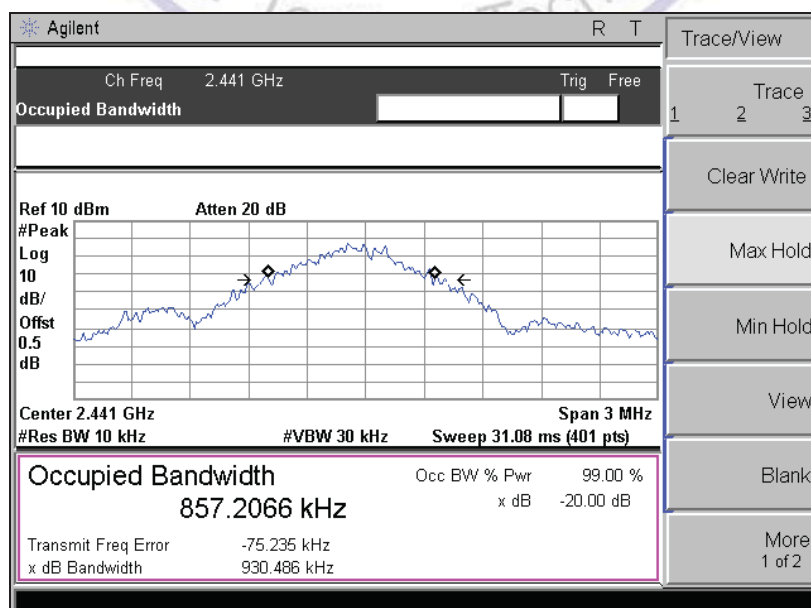 Agilent R T
Ch Freq 2.441 GHz Trig Free
Occupied Bandwidth
Ref 10 dBm Atten 20 dB
#Peak
Log
10
dB/
Offst
0.5
dB
Center 2.441 GHz Span 3 MHz
#Res BW 10 kHz #VBW 30 kHz Sweep 31.08 ms (401 pts)
Occupied Bandwidth
857.2066 kHz
Occ BW % Pwr 99.00 %
x dB -20.00 dB
Transmit Freq Error -75.235 kHz
x dB Bandwidth 930.486 kHz
Trace/View
Trace
1 2 3
Clear Write
Max Hold
Min Hold
View
Blank
More
1 of 2